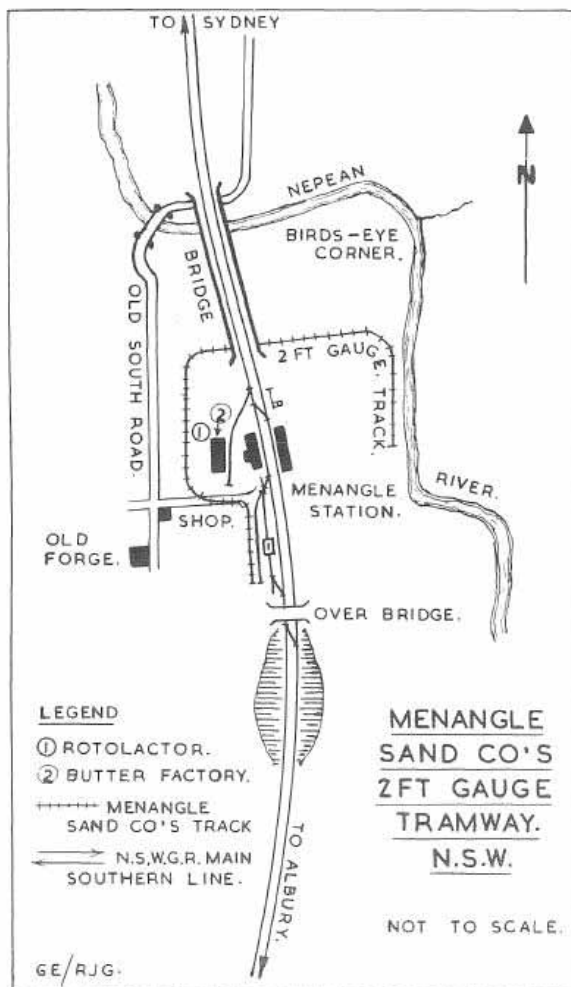 TO SYDNEY
N
NEPEAN
BIRDS-EYE
CORNER.
BRIDGE
OLD SOUTH ROAD.
2 FT GAUGE. TRACK.
2
1
MENANGLE
STATION.
RIVER.
SHOP.
OLD
FORGE.
OVER BRIDGE.
LEGEND
1 ROTOLACTOR.
2 BUTTER FACTORY.
MENANGLE
SAND CO'S TRACK
N.S.W.G.R. MAIN
SOUTHERN LINE.
TO ALBURY.
MENANGLE
SAND CO'S
2FT GAUGE
TRAMWAY.
N.S.W.
NOT TO SCALE.
GE/RJG.